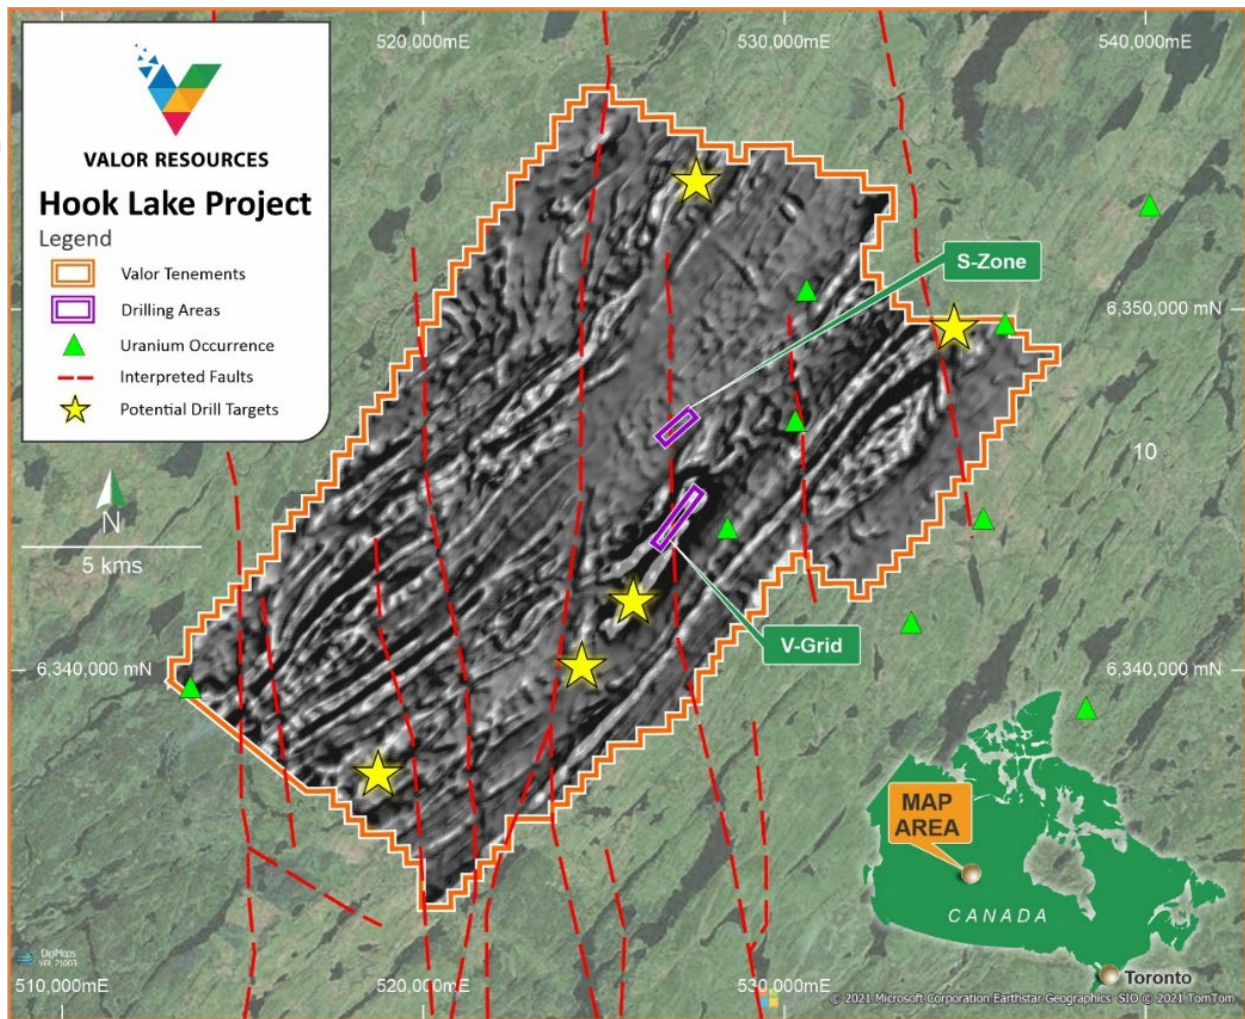 VALOR RESOURCES
Hook Lake Project
Legend
Valor Tenements
Drilling Areas
Uranium Occurrence
Interpreted Faults
Potential Drill Targets
520,000mE
530,000mE
540,000mE
S-Zone
6,350,000 mN
10
N
5 kms
V-Grid
6,340,000 mN
6,340,000 mN
MAP
AREA
CANADA
Toronto
DigiMaps
VAL 21003
510,000mE
520,000mE
530,000mE
© 2021 Microsoft Corporation Earthstar Geographics SIO © 2021 TomTom